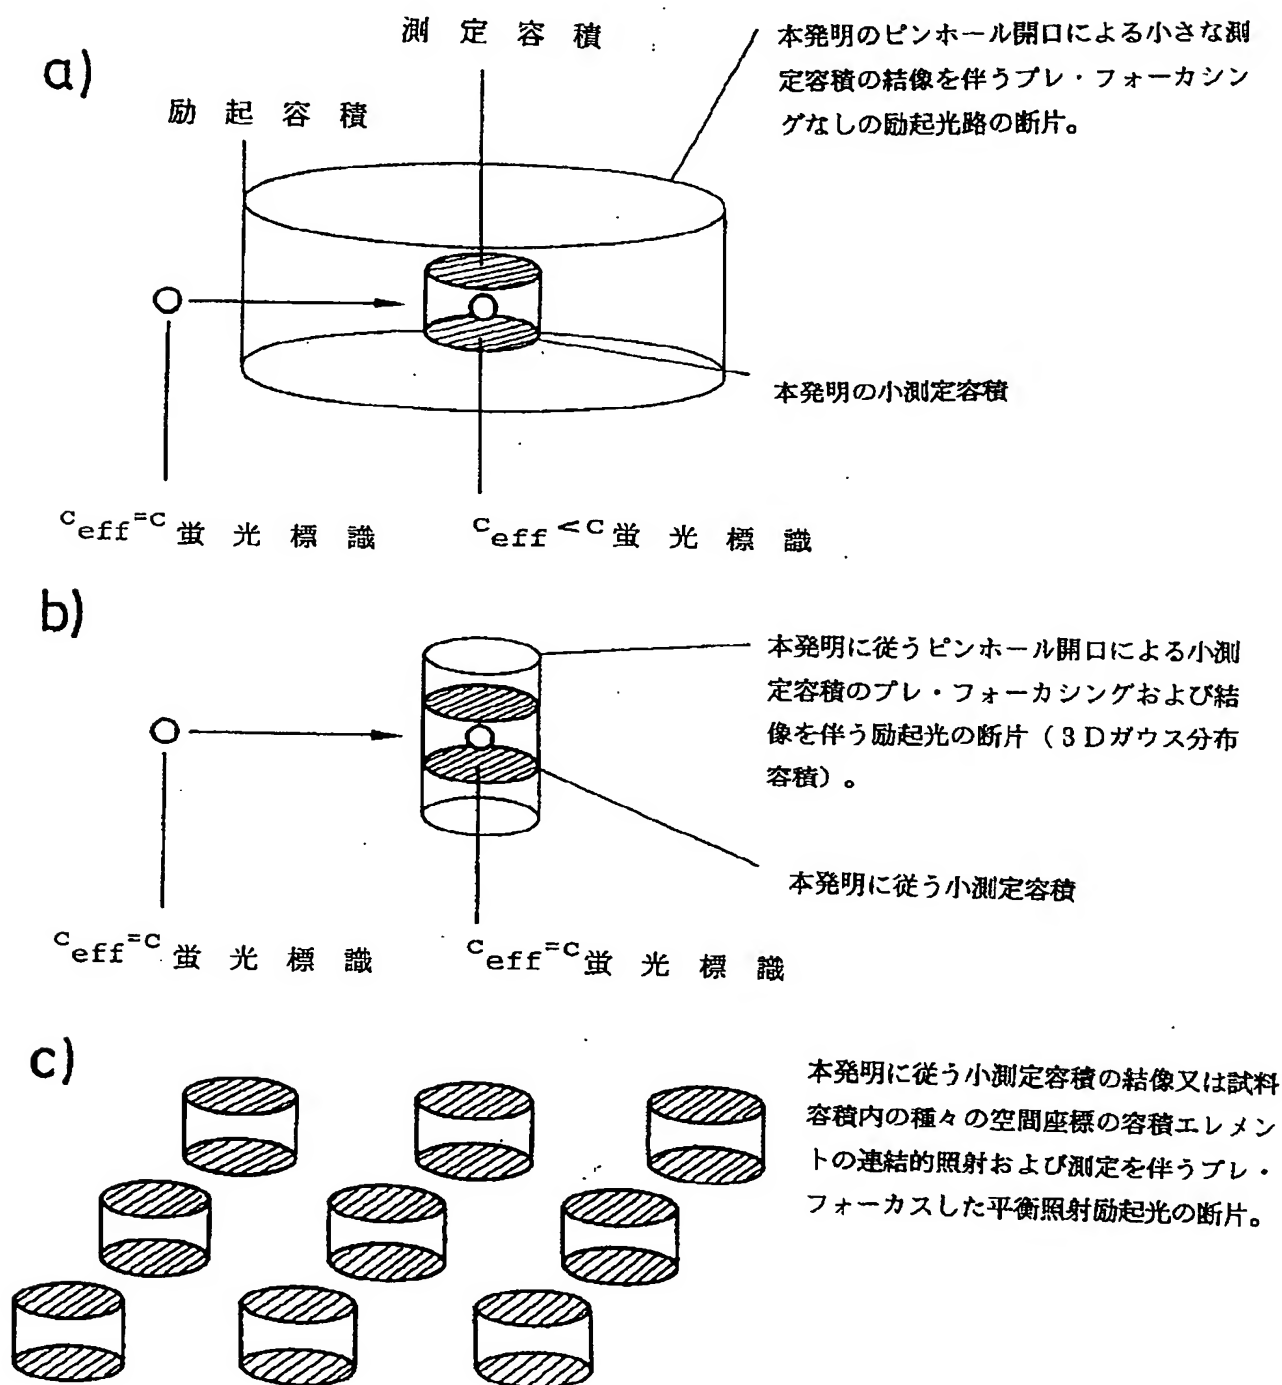 a)
測定容積
励起容積
本発明のピンホール開口による小さな測
定容積の結像を伴うプレ・フォーカシン
グなしの励起光路の断片。
本発明の小測定容積
ceff=c蛍光標識
ceff<c蛍光標識
b)
本発明に従うピンホール開口による小測
定容積のプレ・フォーカシングおよび結
像を伴う励起光の断片(3Dガウス分布
容積)。
本発明に従う小測定容積
ceff=c蛍光標識
ceff=c蛍光標識
c)
本発明に従う小測定容積の結像又は試料
容積内の種々の空間座標の容積エレメン
トの連結的照射および測定を伴うプレ・
フォーカスした平衡照射励起光の断片。